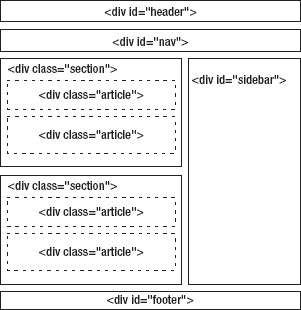 <div id="header">
<div id="nav">
<div class="section">
<div class="article">
<div class="article">
<div id="sidebar">
<div class="section">
<div class="article">
<div class="article">
<div id="footer">